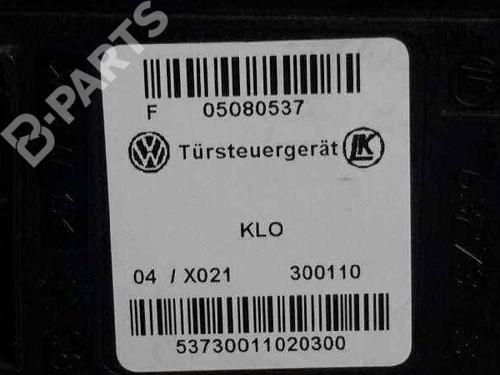 B-PARTS
F 05080537
VW Türsteuergerät LK
KLO
04 / X021 300110
53730011020300